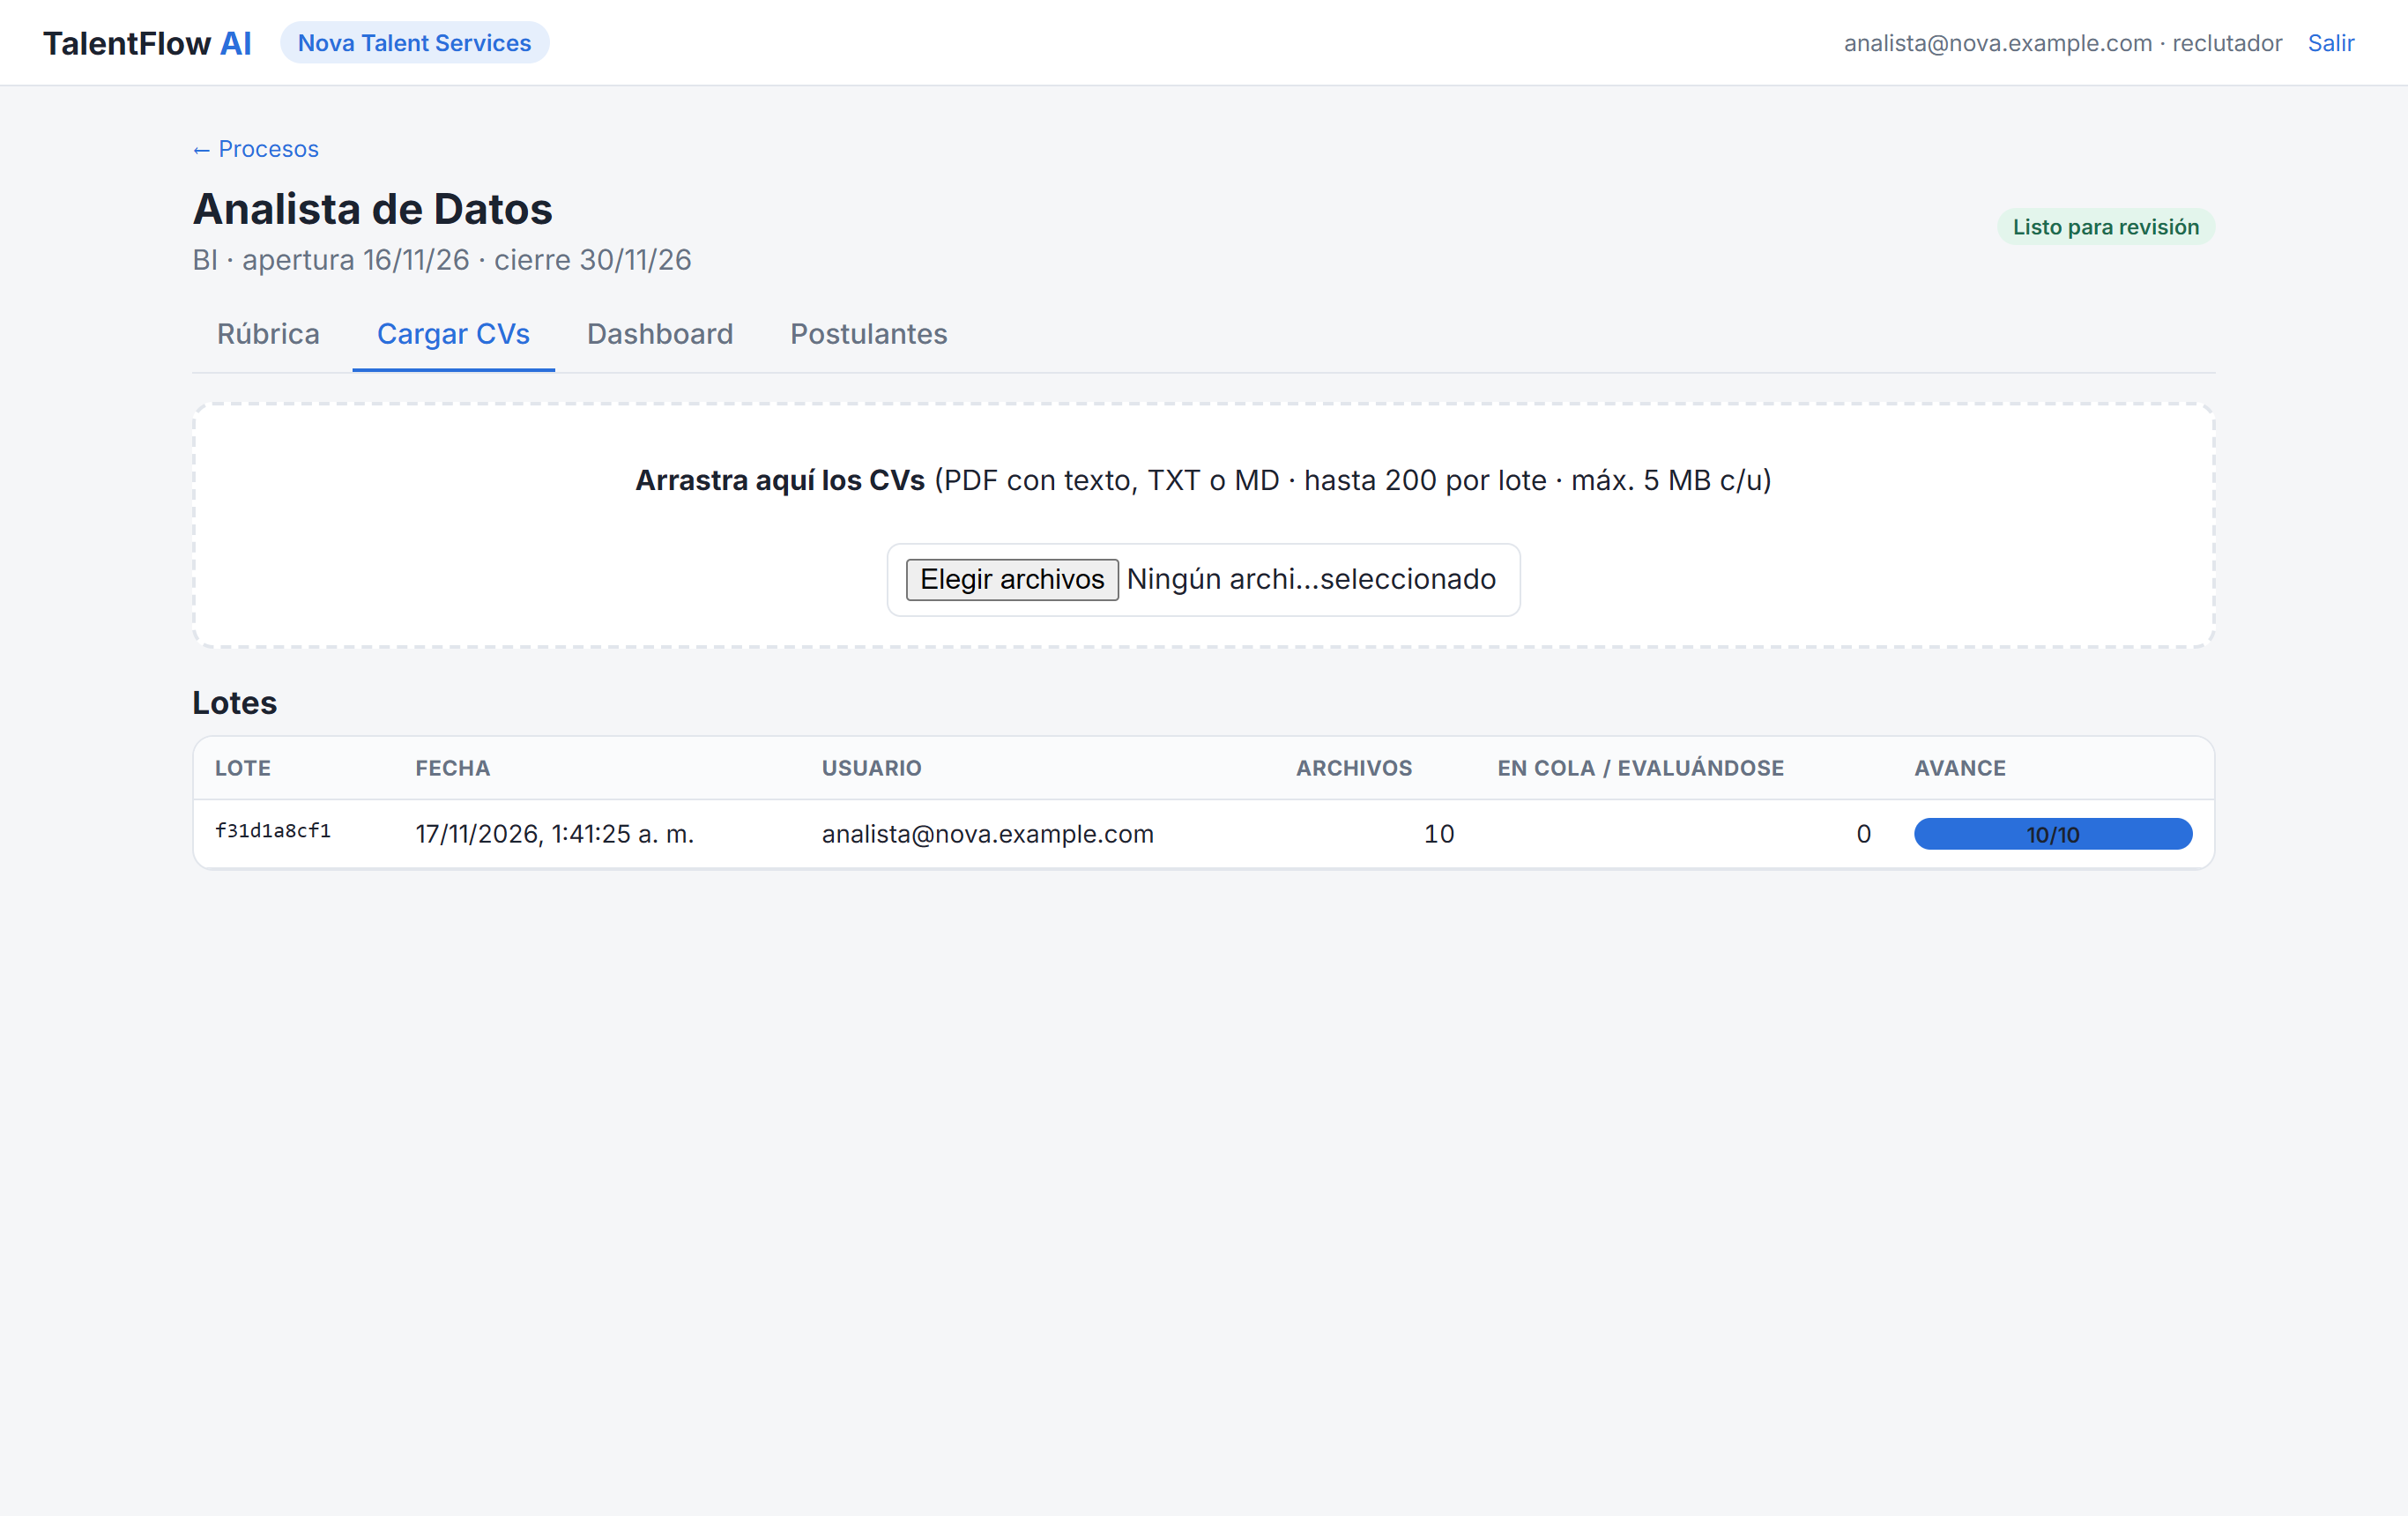 TalentFlow AI Nova Talent Services analista@nova.example.com · reclutador Salir
← Procesos
Analista de Datos
Listo para revisión
BI · apertura 16/11/26 · cierre 30/11/26
Rúbrica Cargar CVs Dashboard Postulantes
Arrastra aquí los CVs (PDF con texto, TXT o MD · hasta 200 por lote · máx. 5 MB c/u)
Elegir archivos Ningún archi...seleccionado
Lotes
LOTE FECHA USUARIO ARCHIVOS EN COLA / EVALUÁNDOSE AVANCE
f31d1a8cf1 17/11/2026, 1:41:25 a. m. analista@nova.example.com 10 0 10/10